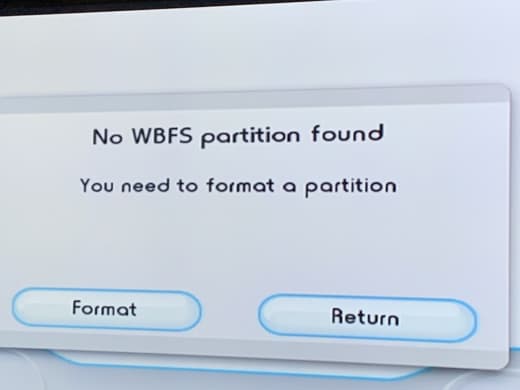 No WBFS partition found
You need to format a partition
Format
Return